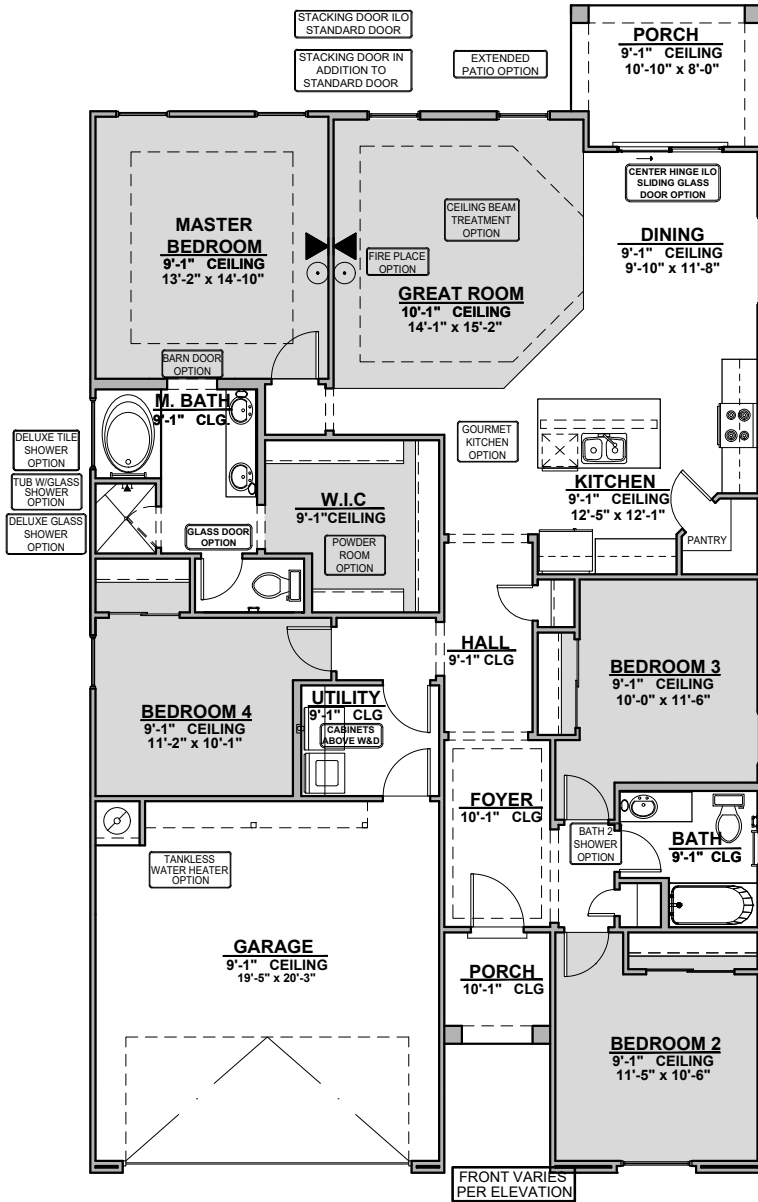 STACKING DOOR ILO
STANDARD DOOR
STACKING DOOR IN
ADDITION TO
STANDARD DOOR
EXTENDED
PATIO OPTION
PORCH
9'-1" CEILING
10'-10" x 8'-0"
CENTER HINGE ILO
SLIDING GLASS
DOOR OPTION
MASTER
BEDROOM
9'-1" CEILING
13'-2" x 14'-10"
CEILING BEAM
TREATMENT
OPTION
FIRE PLACE
OPTION
GREAT ROOM
10'-1" CEILING
14'-1" x 15'-2"
DINING
9'-1" CEILING
9'-10" x 11'-8"
BARN DOOR
OPTION
M. BATH
9'-1" CLG.
DELUXE TILE
SHOWER
OPTION
TUB W/GLASS
SHOWER
OPTION
DELUXE GLASS
SHOWER
OPTION
GOURMET
KITCHEN
OPTION
KITCHEN
9'-1" CEILING
12'-5" x 12'-1"
PANTRY
W.I.C
9'-1"CEILING
GLASS DOOR
OPTION
POWDER
ROOM
OPTION
HALL
9'-1" CLG
BEDROOM 3
9'-1" CEILING
10'-0" x 11'-6"
BEDROOM 4
9'-1" CEILING
11'-2" x 10'-1"
UTILITY
9'-1" CLG
CABINETS
ABOVE W&D
FOYER
10'-1" CLG
BATH 2
SHOWER
OPTION
BATH
9'-1" CLG
TANKLESS
WATER HEATER
OPTION
GARAGE
9'-1" CEILING
19'-5" x 20'-3"
PORCH
10'-1" CLG
BEDROOM 2
9'-1" CEILING
11'-5" x 10'-6"
FRONT VARIES
PER ELEVATION